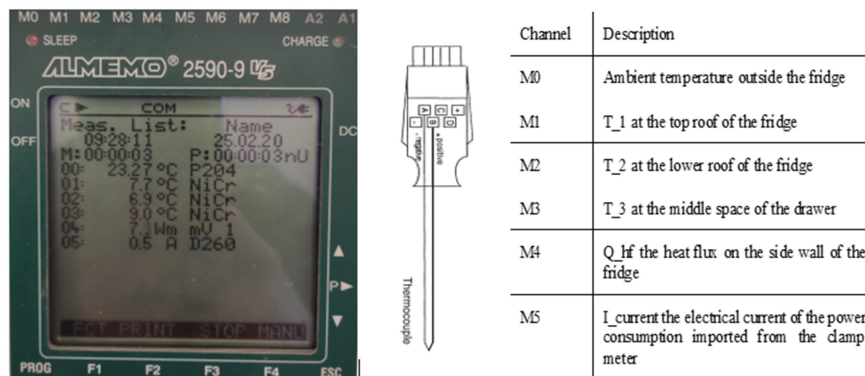 M0 M1 M2 M3 M4 M5 M6 M7 M8 A2 A1
SLEEP CHARGE
ALMEMO® 2590-9 V5
ON
OFF
DC
C COM
Meas. List: Name
09:28:11 25.02.20
M:00:00:03 P:00:00:03nU
00: 23.27 °C P204
01: 7.7 °C NiCr
02: 6.9 °C NiCr
03: 9.0 °C NiCr
04: 7.1 Wm mV 1
05: 0.5 A D260
P
FCT PRINT STOP MANU
PROG F1 F2 F3 F4 ESC
A C +
- B D
- negative
+ positive
Thermocouple
Channel Description
M0 Ambient temperature outside the fridge
M1 T_1 at the top roof of the fridge
M2 T_2 at the lower roof of the fridge
M3 T_3 at the middle space of the drawer
M4 Q_hf the heat flux on the side wall of the
fridge
M5 I_current the electrical current of the power
consumption imported from the clamp
meter